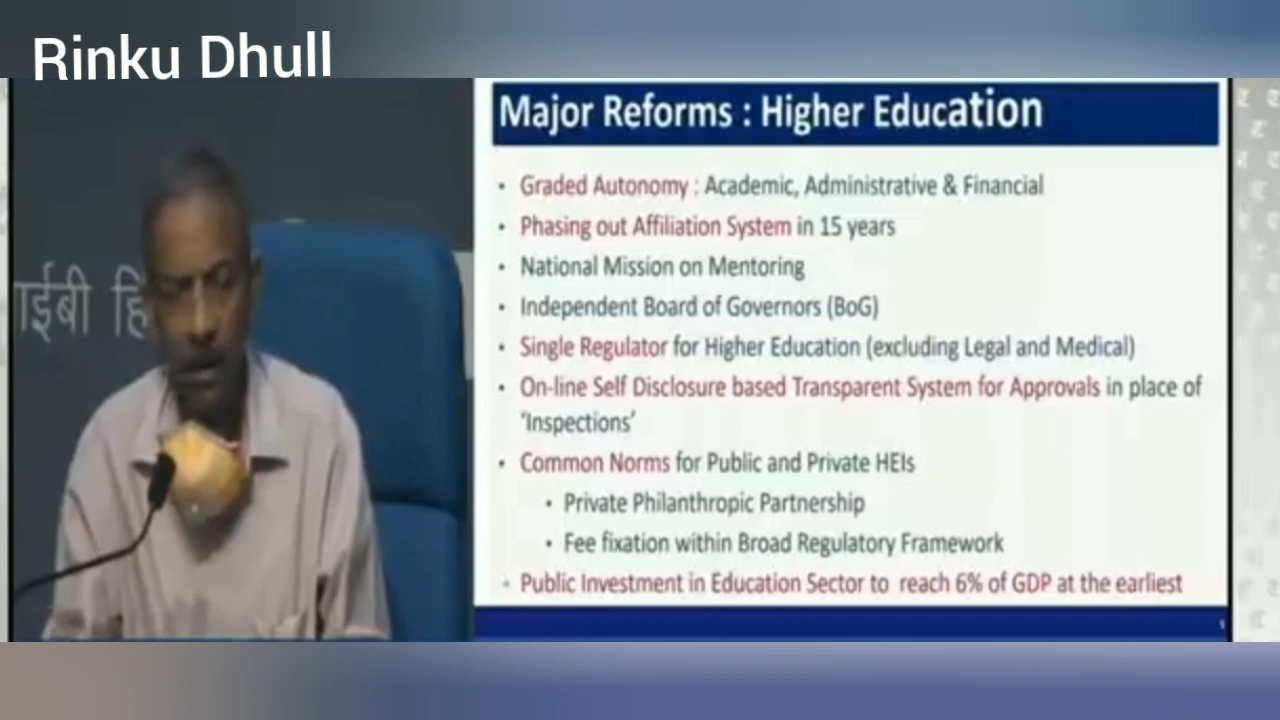 Rinku Dhull
Major Reforms : Higher Education
• Graded Autonomy : Academic, Administrative & Financial
• Phasing out Affiliation System in 15 years
• National Mission on Mentoring
• Independent Board of Governors (BoG)
• Single Regulator for Higher Education (excluding Legal and Medical)
• On-line Self Disclosure based Transparent System for Approvals in place of
'Inspections'
• Common Norms for Public and Private HEIs
• Private Philanthropic Partnership
• Fee fixation within Broad Regulatory Framework
• Public Investment in Education Sector to reach 6% of GDP at the earliest